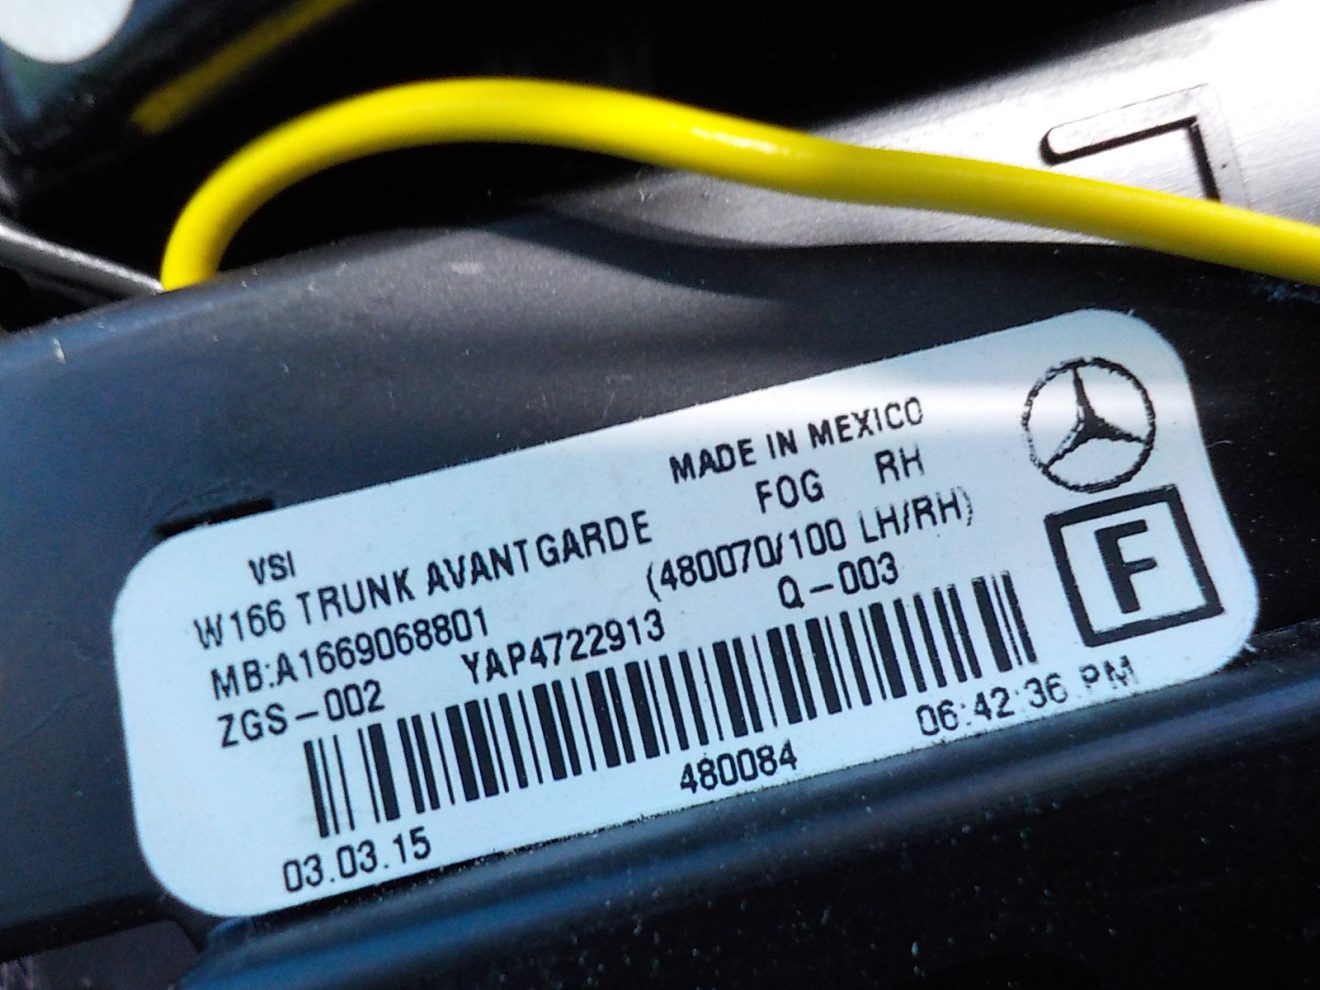 MADE IN MEXICO
VSI FOG RH
W166 TRUNK AVANTGARDE (480070/100 LH/RH)
MB:A1669068801 Q-003
ZGS-002 YAP4722913
F
480084
03.03.15 06:42:36 PM